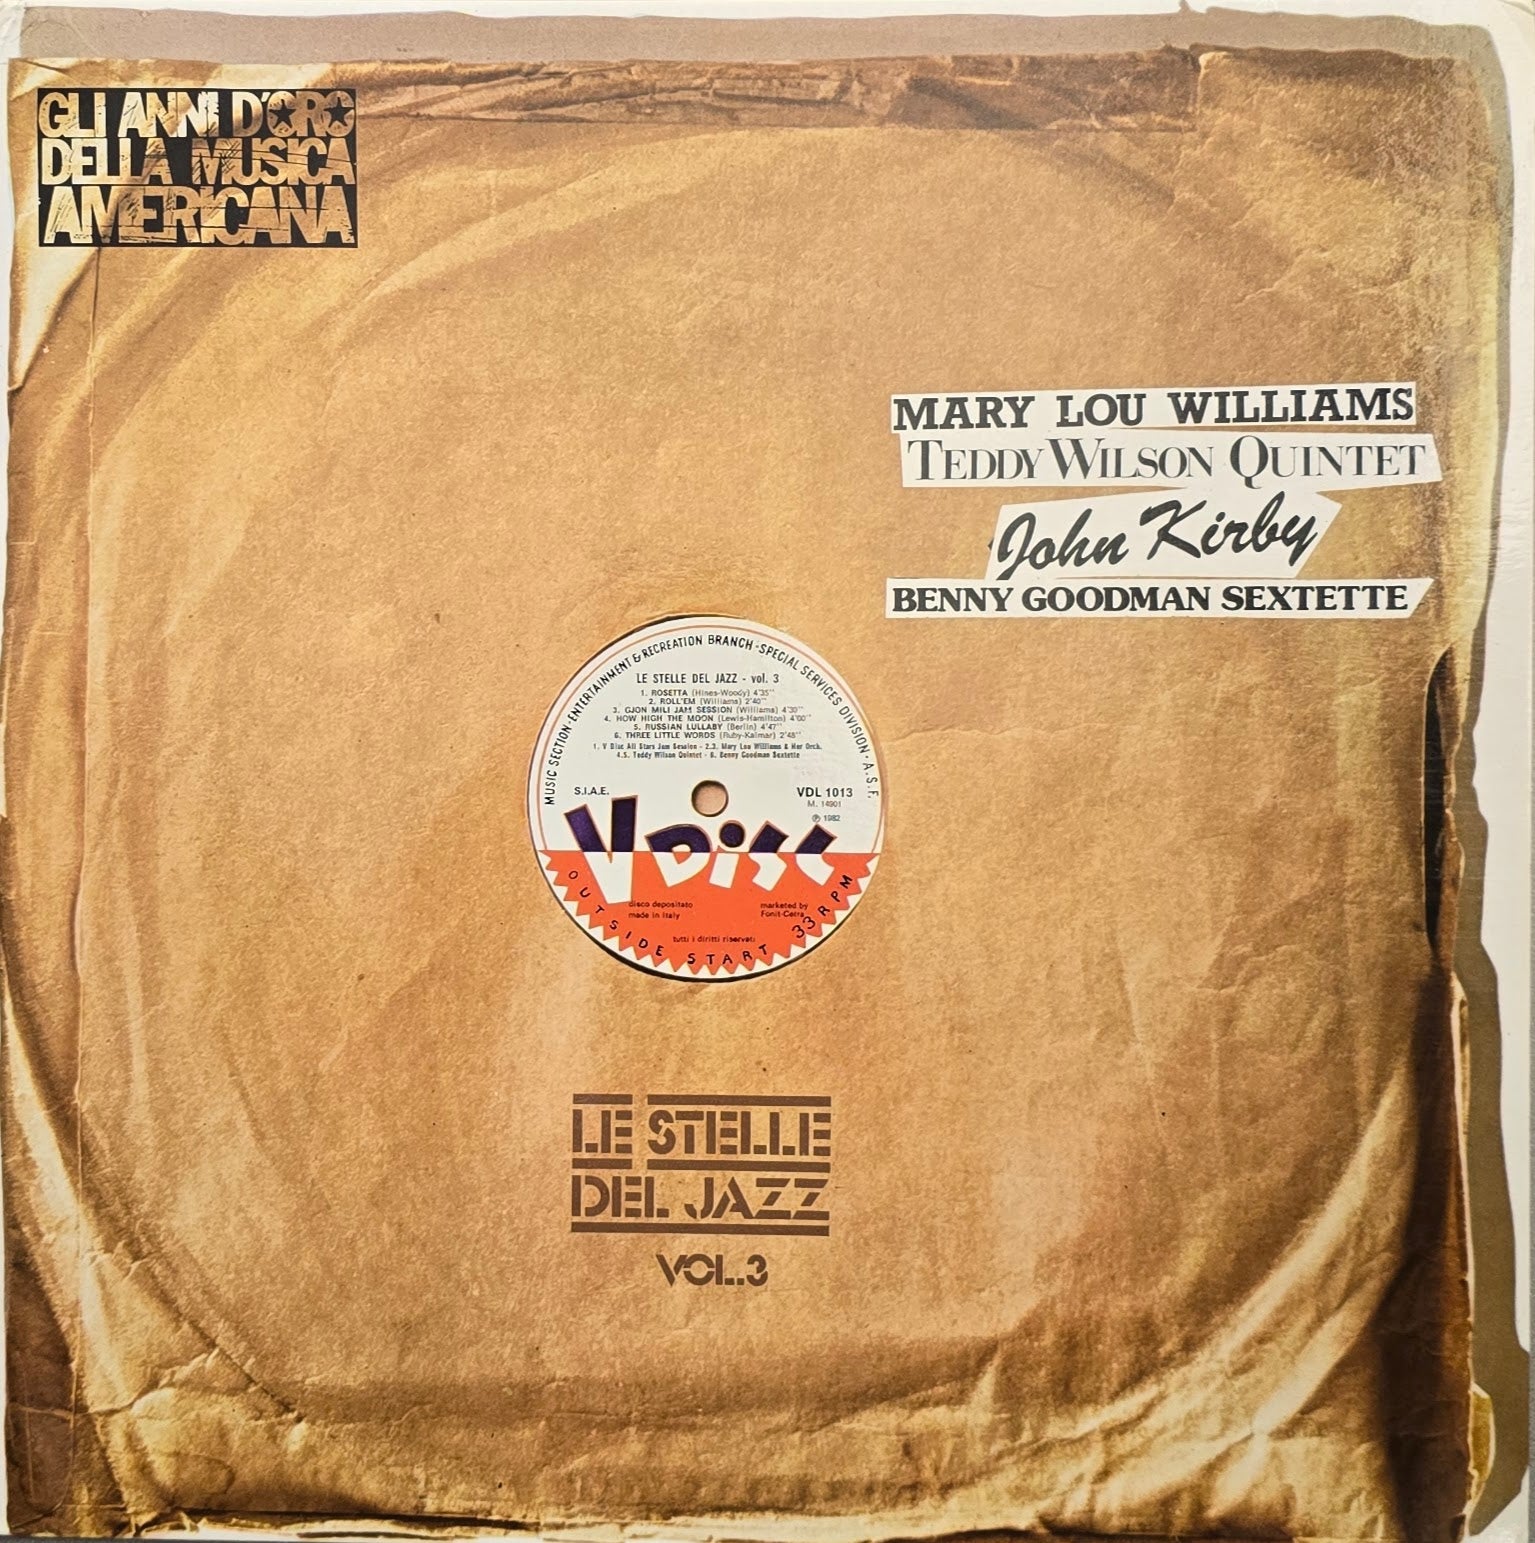 GLI ANNI D'ORO
DELLA MUSICA
AMERICANA
MARY LOU WILLIAMS
TEDDY WILSON QUINTET
John Kirby
BENNY GOODMAN SEXTETTE
MUSIC SECTION·ENTERTAINMENT & RECREATION BRANCH·SPECIAL SERVICES DIVISION·A.S.F.
LE STELLE DEL JAZZ - vol. 3
1. ROSETTA (Hines-Woody) 4'35''
2. ROLL'EM (Williams) 2'40''
3. GJON MILI JAM SESSION (Williams) 4'30''
4. HOW HIGH THE MOON (Lewis-Hamilton) 4'00''
5. RUSSIAN LULLABY (Berlin) 4'47''
6. THREE LITTLE WORDS (Ruby-Kalmar) 2'48''
1. V Disc All Stars Jam Session - 2.3. Mary Lou Williams & Her Orch.
4.5. Teddy Wilson Quintet - 6. Benny Goodman Sextette
S.I.A.E.
VDL 1013
M. 14901
℗ 1982
V DISC
disco depositato
made in Italy
marketed by
Fonit-Cetra
tutti i diritti riservati
OUTSIDE START 33 RPM
LE STELLE
DEL JAZZ
VOL.3